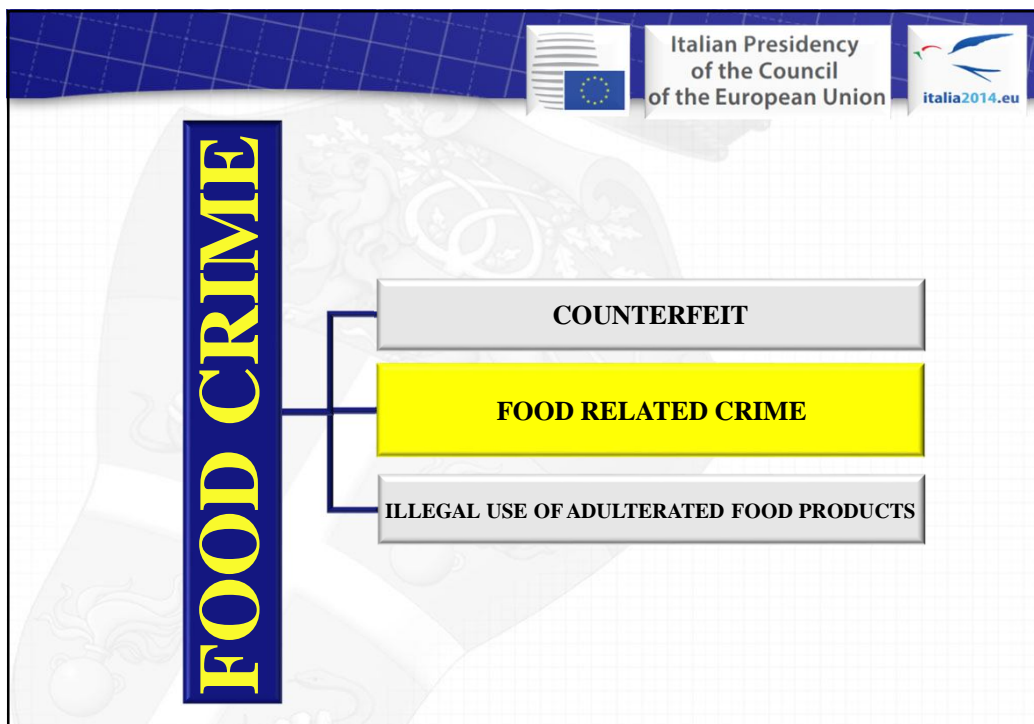 Italian Presidency
of the Council
of the European Union
italia2014.eu
FOOD CRIME
COUNTERFEIT
FOOD RELATED CRIME
ILLEGAL USE OF ADULTERATED FOOD PRODUCTS